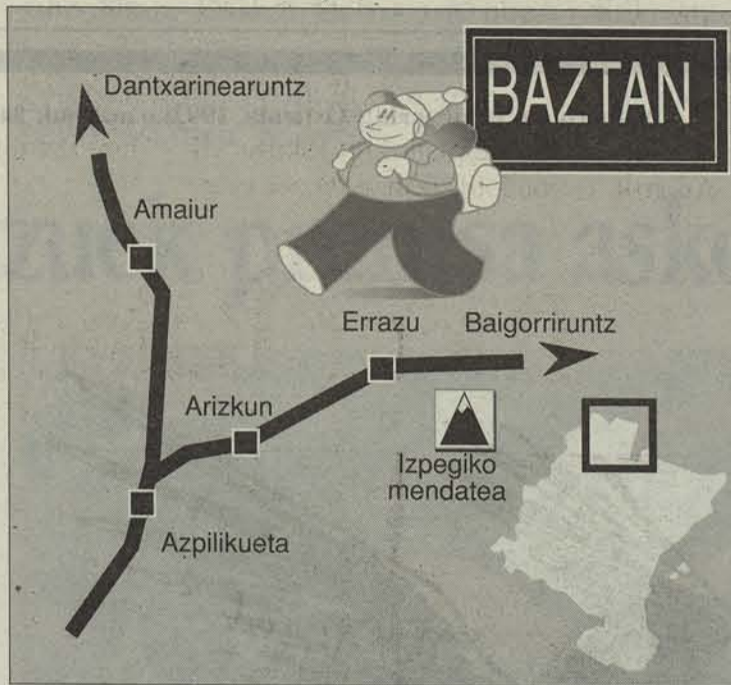 BAZTAN
Dantxarinearuntz
Amaiur
Errazu
Baigorriruntz
Arizkun
Izpegiko
mendatea
Azpilikueta